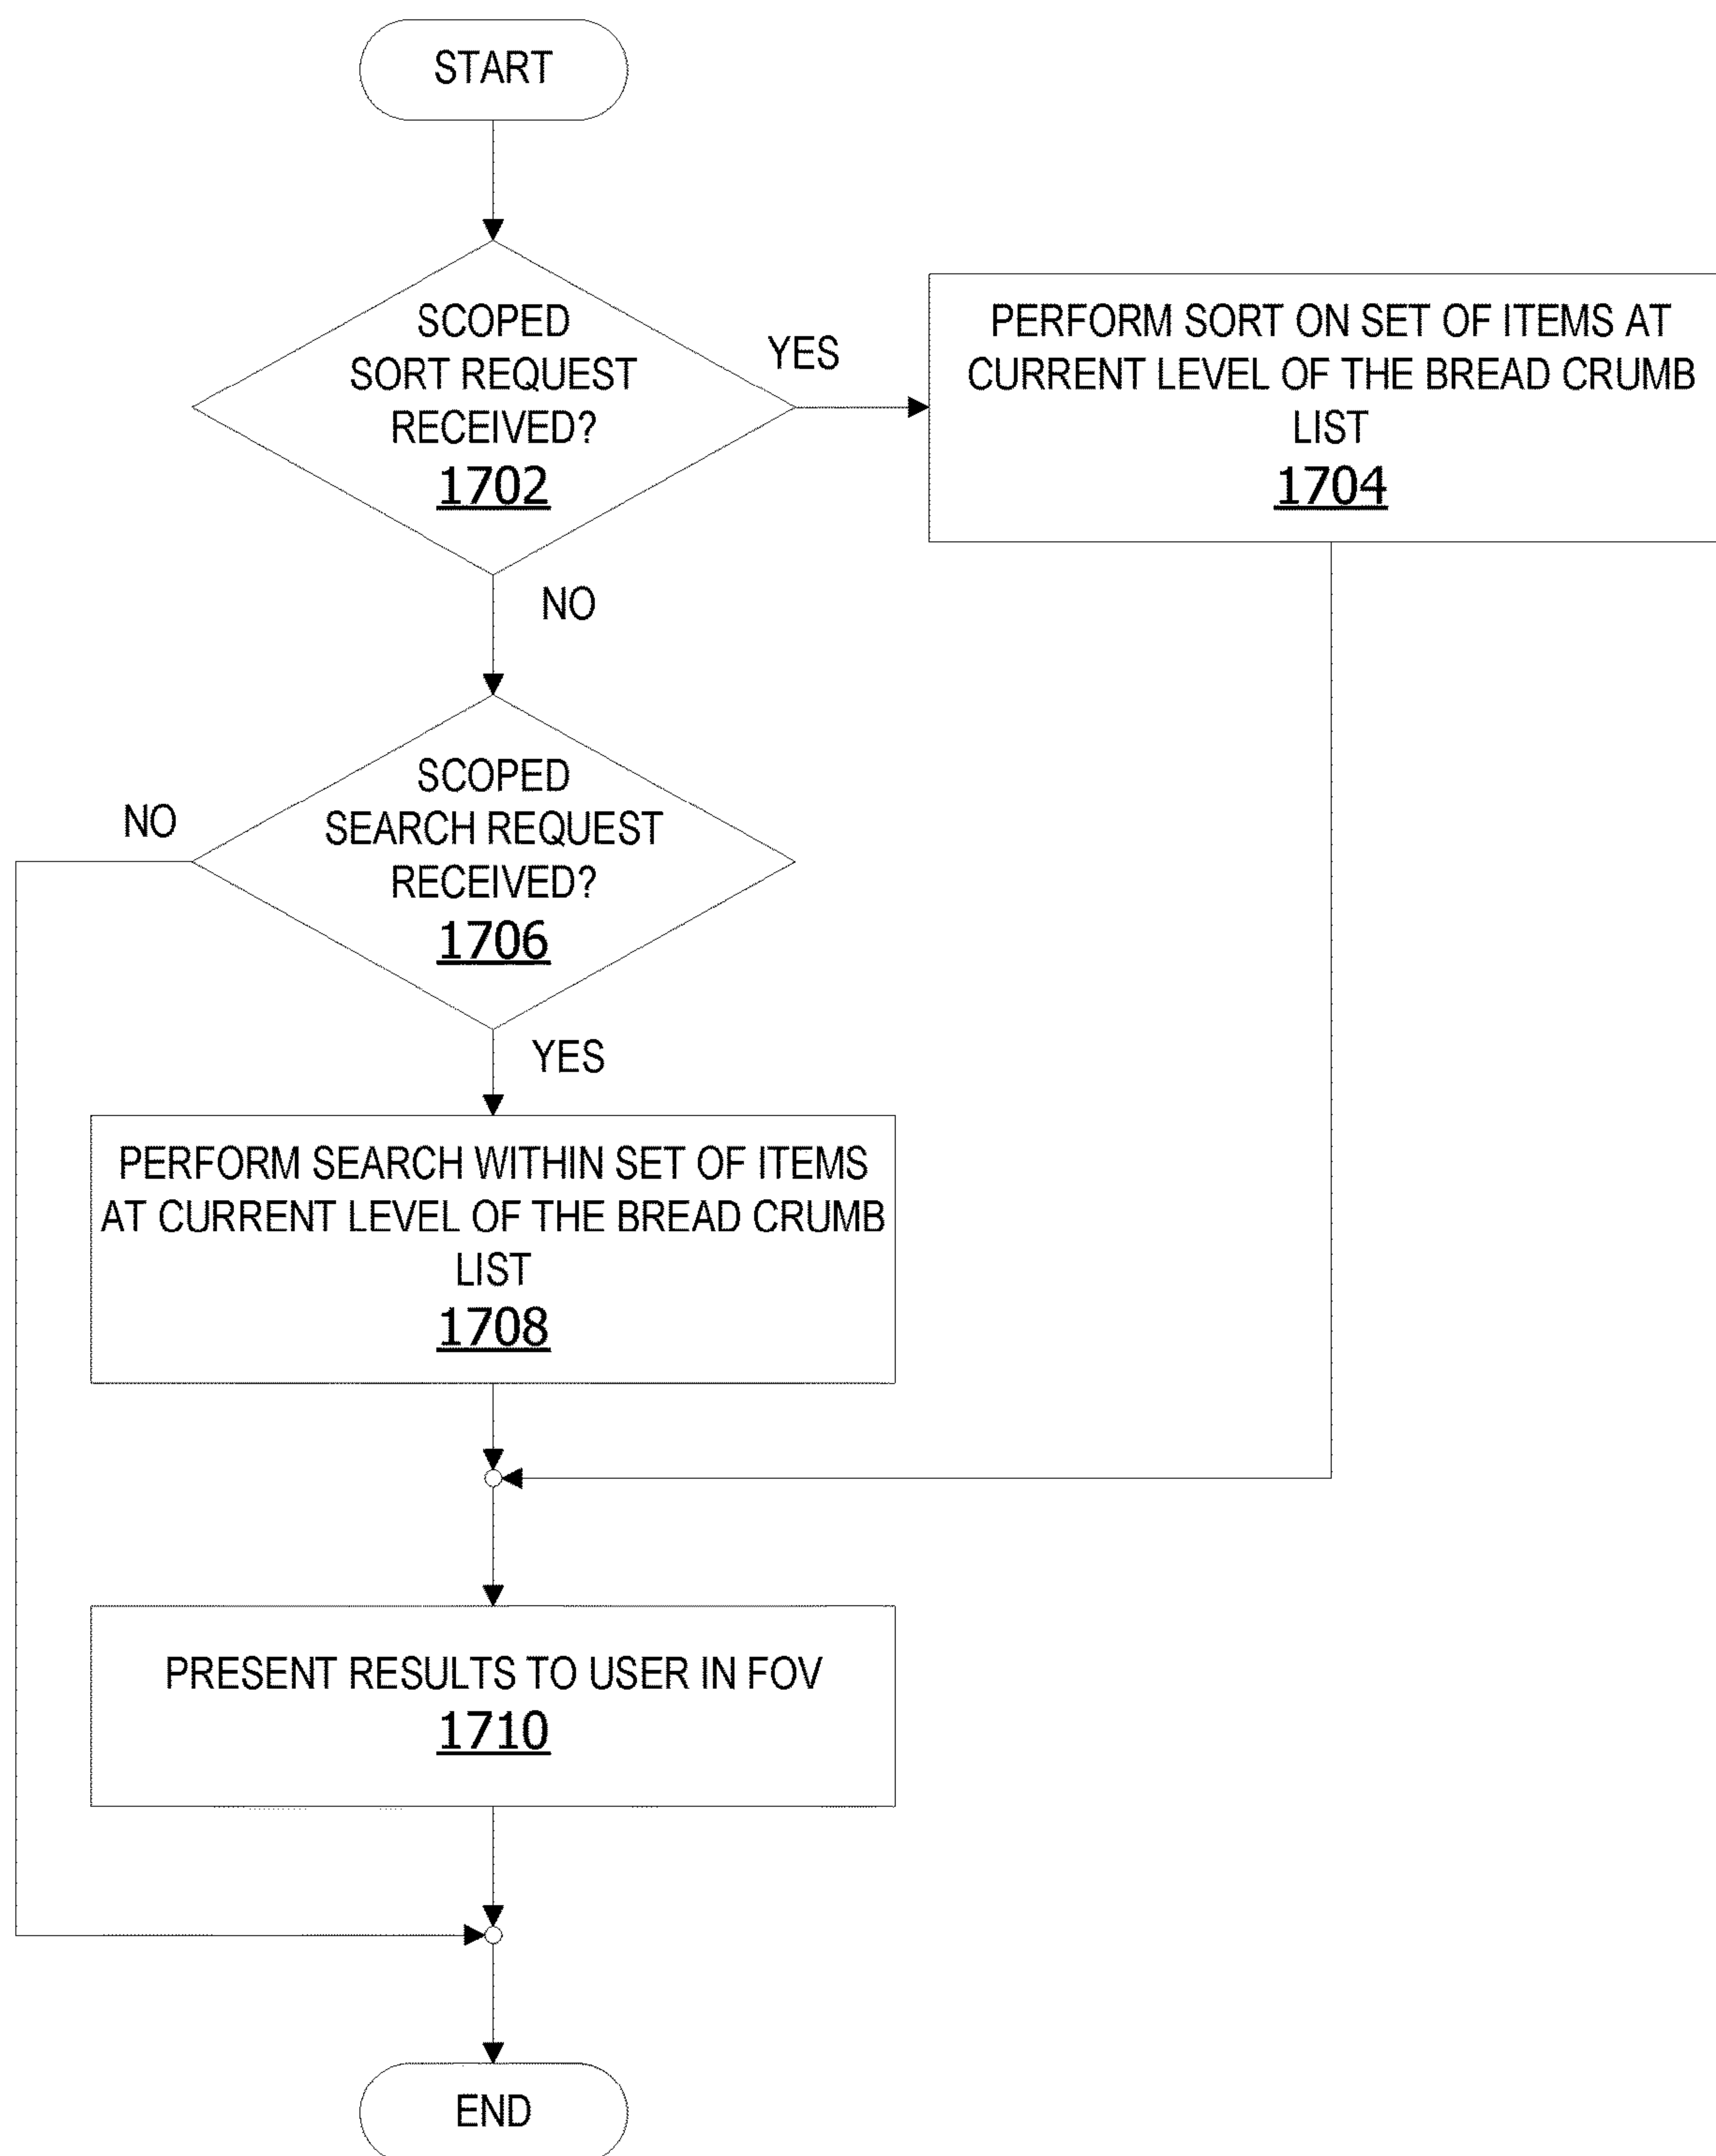 START
SCOPED
SORT REQUEST
RECEIVED?
1702
YES
PERFORM SORT ON SET OF ITEMS AT
CURRENT LEVEL OF THE BREAD CRUMB
LIST
1704
NO
SCOPED
SEARCH REQUEST
RECEIVED?
1706
NO
YES
PERFORM SEARCH WITHIN SET OF ITEMS
AT CURRENT LEVEL OF THE BREAD CRUMB
LIST
1708
PRESENT RESULTS TO USER IN FOV
1710
END